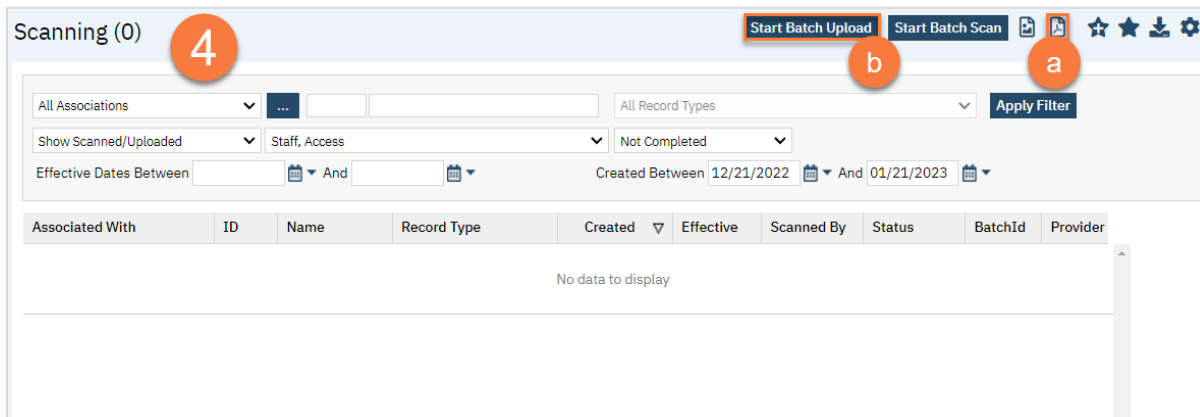 Scanning (0)
4
Start Batch Upload
Start Batch Scan
b
a
All Associations
...
All Record Types
Apply Filter
Show Scanned/Uploaded
Staff, Access
Not Completed
Effective Dates Between
And
Created Between 12/21/2022 And 01/21/2023
Associated With ID Name Record Type Created Effective Scanned By Status BatchId Provider
No data to display